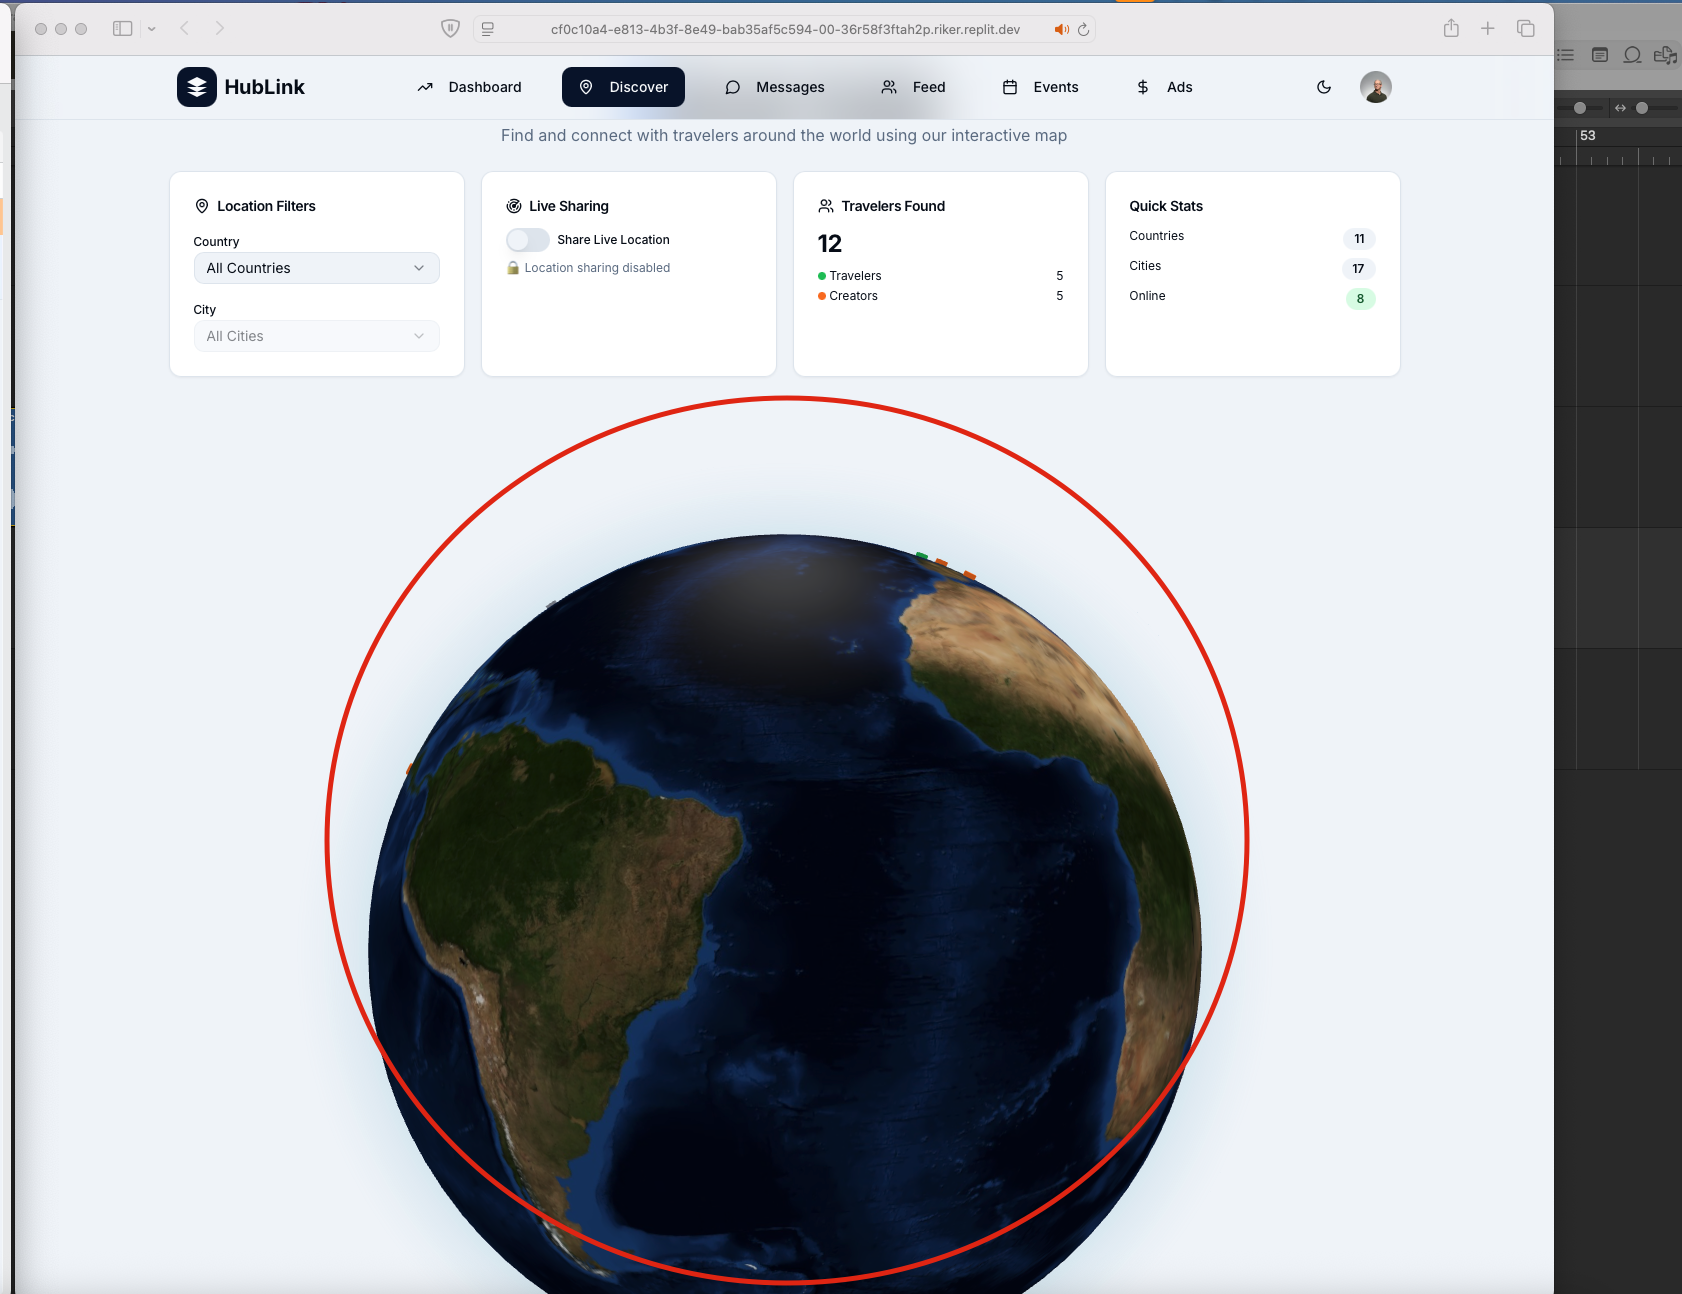 cf0c10a4-e813-4b3f-8e49-bab35af5c594-00-36r58f3ftah2p.riker.replit.dev
HubLink
Dashboard
Discover
Messages
Feed
Events
Ads
Find and connect with travelers around the world using our interactive map
Location Filters
Country
All Countries
City
All Cities
Live Sharing
Share Live Location
Location sharing disabled
Travelers Found
12
Travelers 5
Creators 5
Quick Stats
Countries 11
Cities 17
Online 8
53